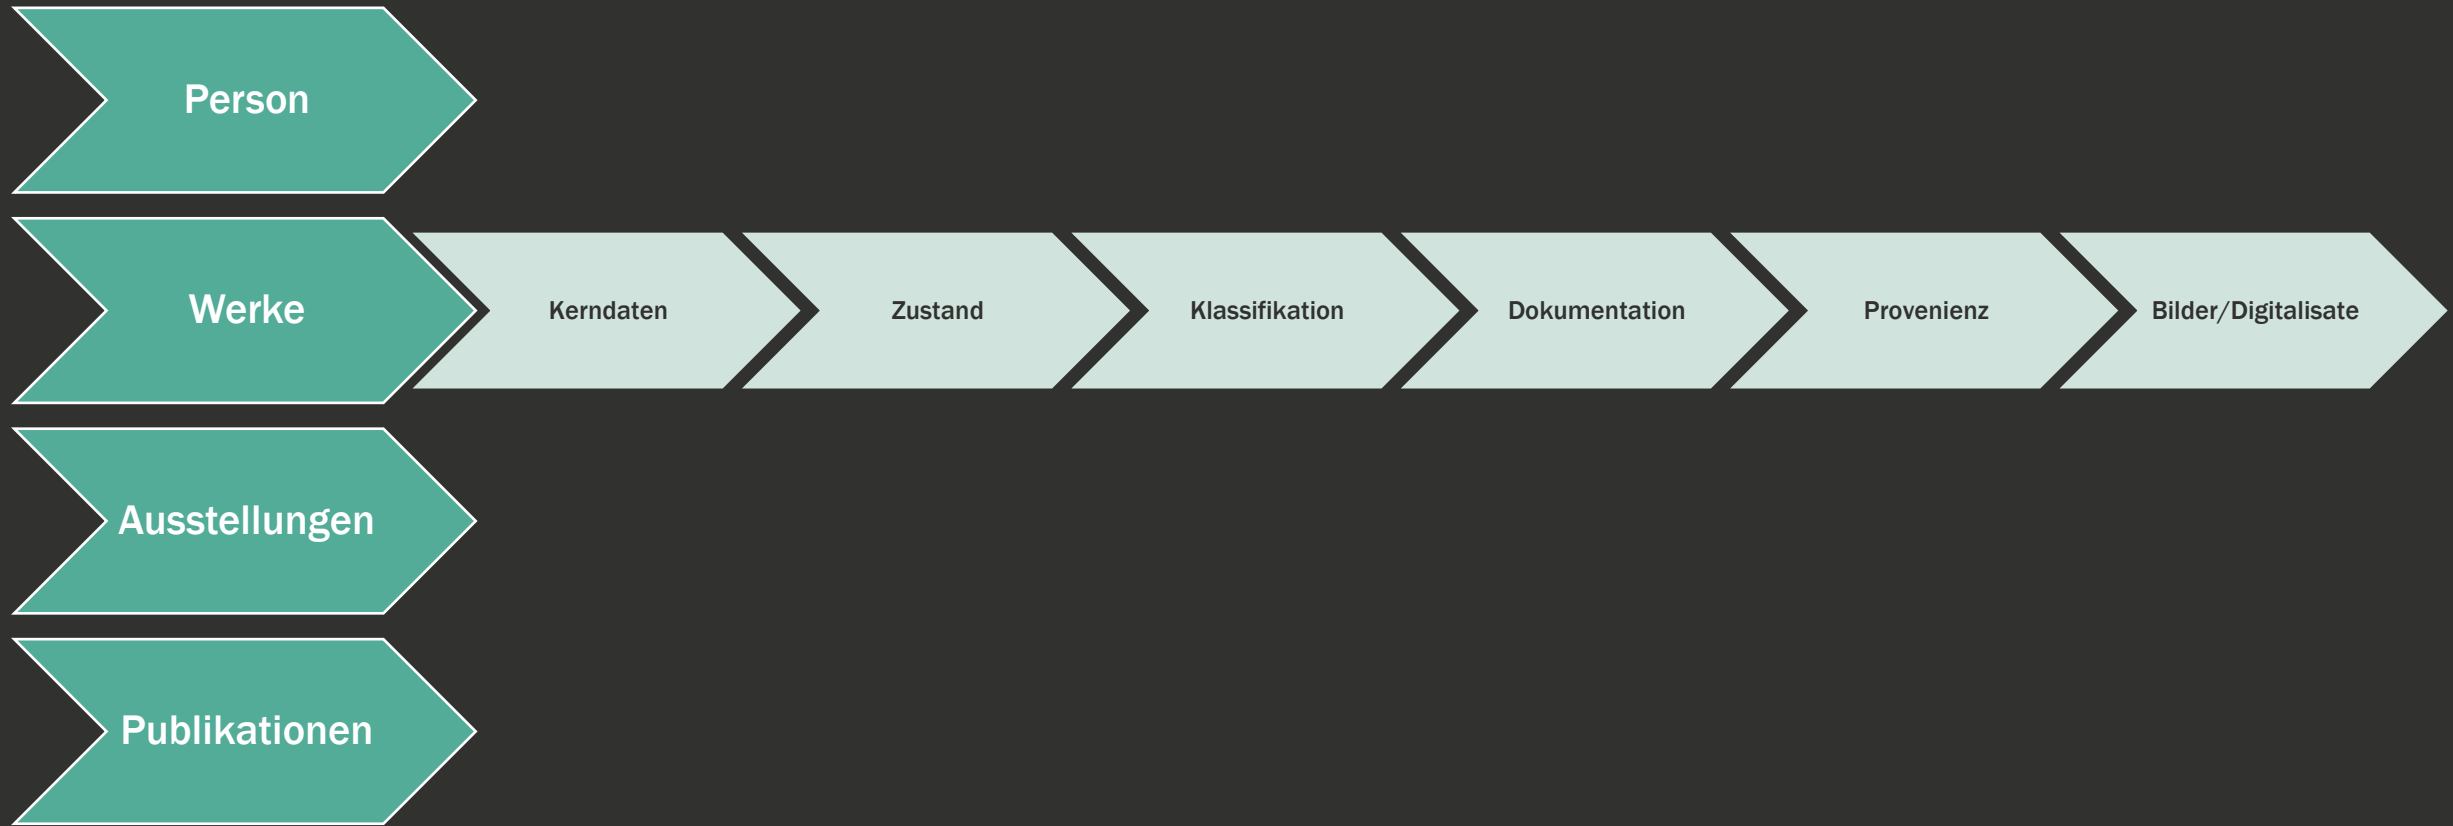 Person
Werke
Kerndaten
Zustand
Klassifikation
Dokumentation
Provenienz
Bilder/Digitalisate
Ausstellungen
Publikationen